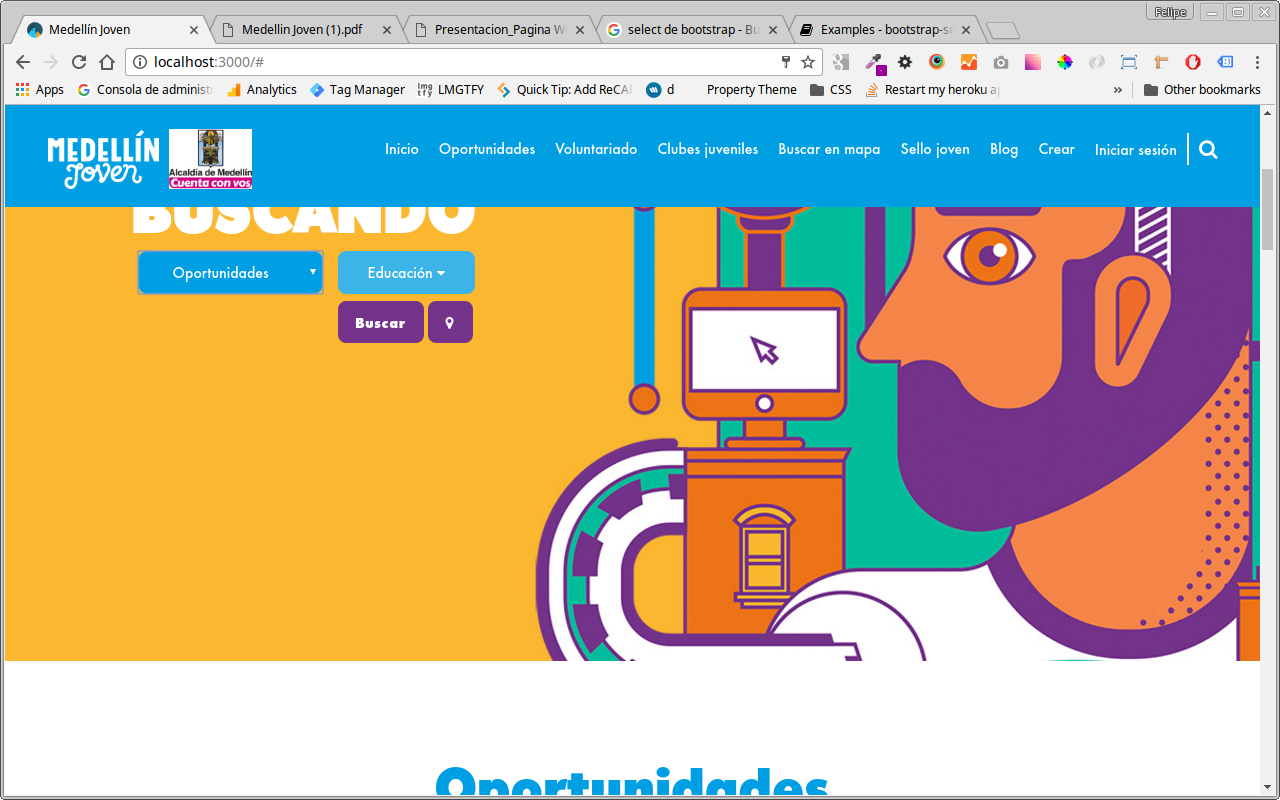 Felipe
Medellín Joven
Medellin Joven (1).pdf
Presentacion_Pagina W
select de bootstrap - Bu
Examples - bootstrap-se
localhost:3000/#
Apps
Consola de administ
Analytics
Tag Manager
LMGTFY
Quick Tip: Add ReCAP
d
Property Theme
CSS
Restart my heroku ap
»
Other bookmarks
MEDELLÍN
Joven
Alcaldía de Medellín
Cuenta con vos
Inicio
Oportunidades
Voluntariado
Clubes juveniles
Buscar en mapa
Sello joven
Blog
Crear
Iniciar sesión
BUSCANDO
Oportunidades
Educación
Buscar
Oportunidades